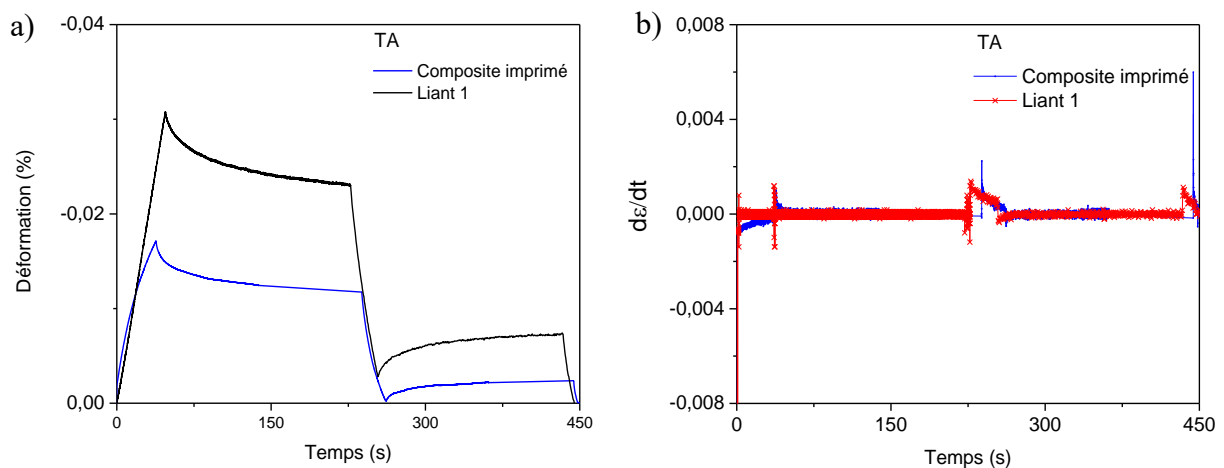 a)
-0,04
-0,02
0,00
Déformation (%)
TA
Composite imprimé
Liant 1
0
150
300
450
Temps (s)
b)
0,008
0,004
0,000
-0,004
-0,008
dε/dt
TA
Composite imprimé
Liant 1
0
150
300
450
Temps (s)